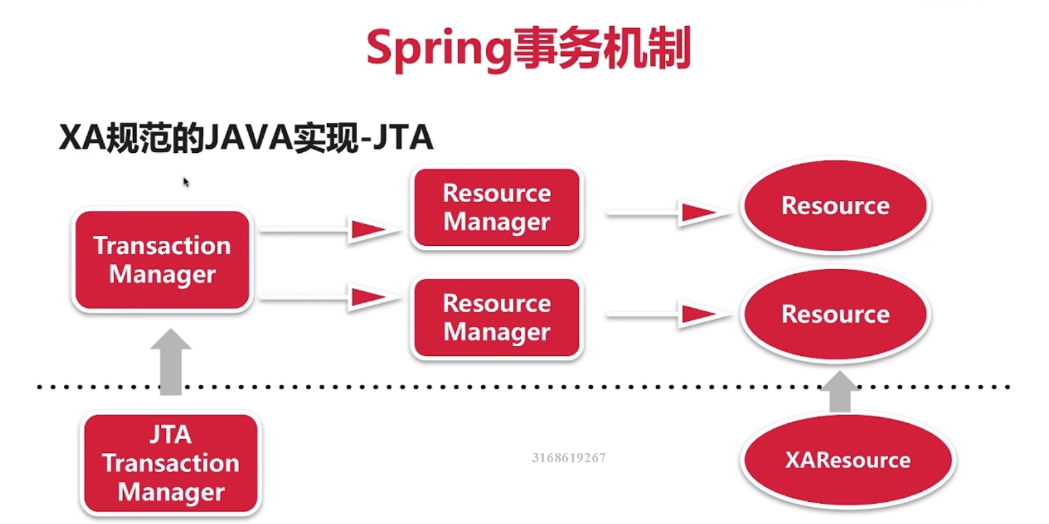 Spring事务机制
XA规范的JAVA实现-JTA
Transaction
Manager
Resource
Manager
Resource
Resource
Manager
Resource
JTA
Transaction
Manager
3168619267
XAResource